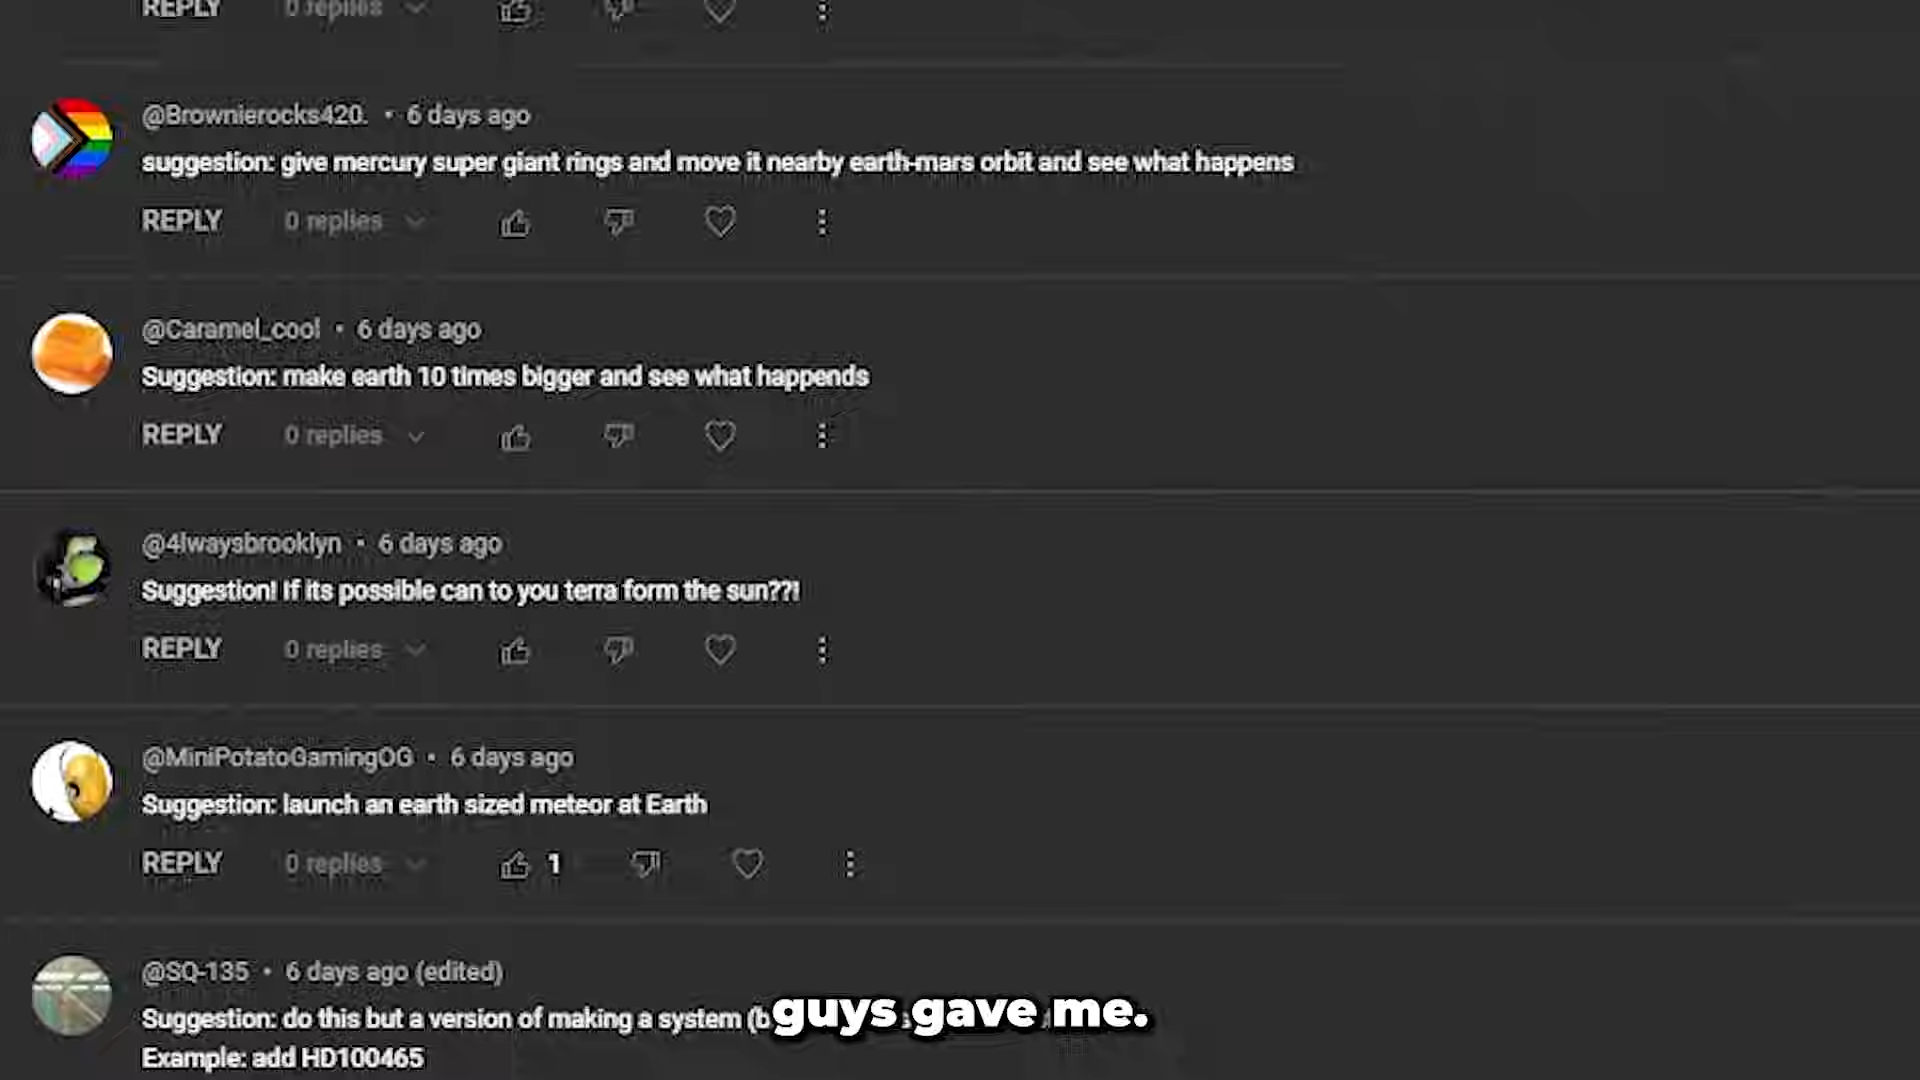 REPLY 0 replies
@Brownierocks420. • 6 days ago
suggestion: give mercury super giant rings and move it nearby earth-mars orbit and see what happens
REPLY 0 replies
@Caramel_cool • 6 days ago
Suggestion: make earth 10 times bigger and see what happends
REPLY 0 replies
@4lwaysbrooklyn • 6 days ago
Suggestion! If its possible can to you terra form the sun??!
REPLY 0 replies
@MiniPotatoGamingOG • 6 days ago
Suggestion: launch an earth sized meteor at Earth
REPLY 0 replies 1
@SQ-135 • 6 days ago (edited)
Suggestion: do this but a version of making a system
guys gave me.
Example: add HD100465